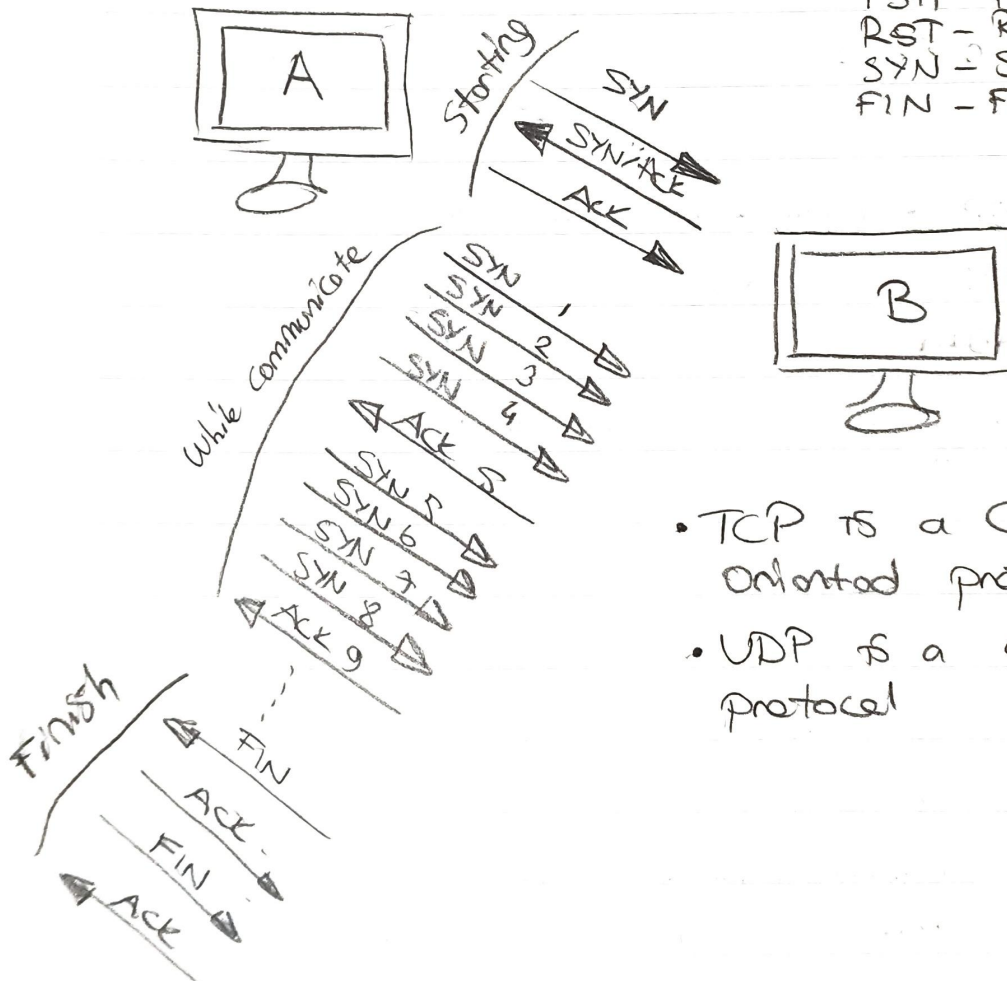 RST -
SYN -
FIN -
A
Starting
SYN
SYN/Ack
Ack
While Communicate
SYN 1
SYN 2
SYN 3
SYN 4
Ack 5
SYN 5
SYN 6
SYN 7
SYN 8
Ack 9
B
• TCP is a
Oriented
• UDP is a
protocol
Finish
FIN
Ack
FIN
Ack